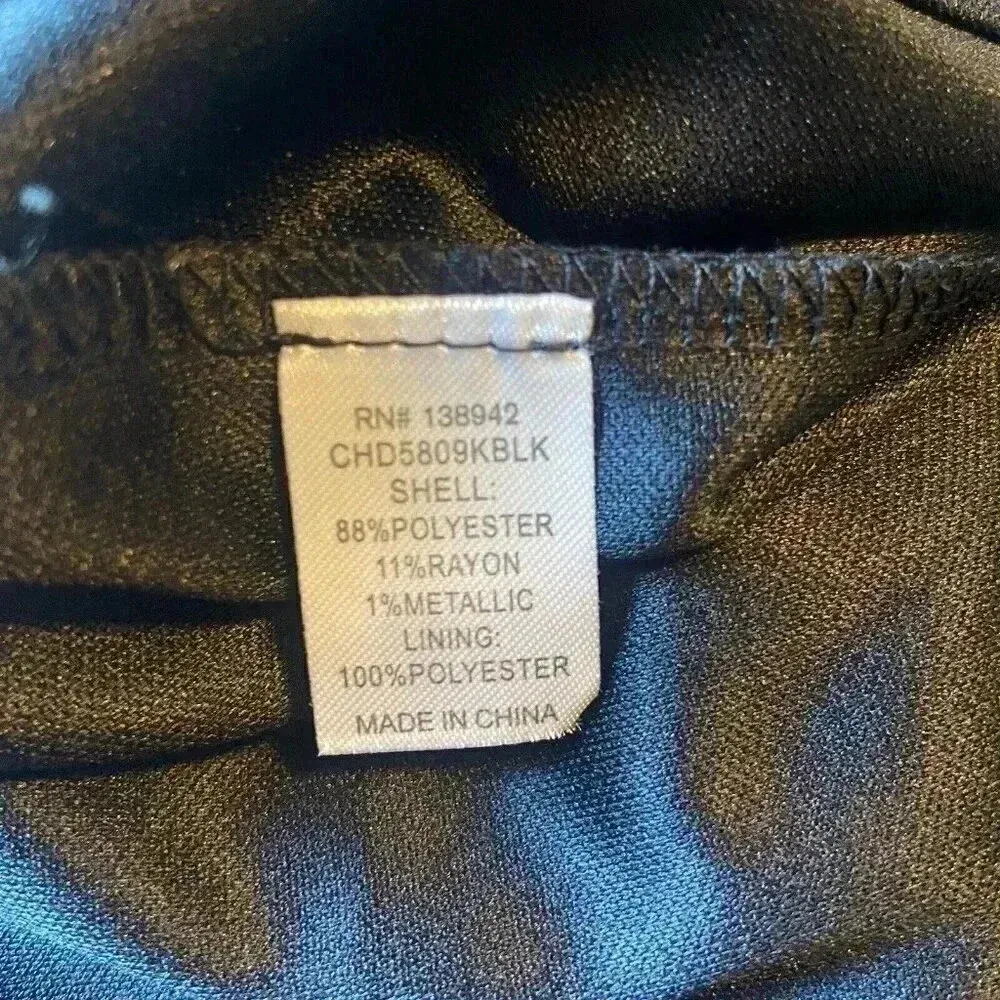 RN# 138942
CHD5809KBLK
SHELL:
88%POLYESTER
11%RAYON
1%METALLIC
LINING:
100%POLYESTER
MADE IN CHINA